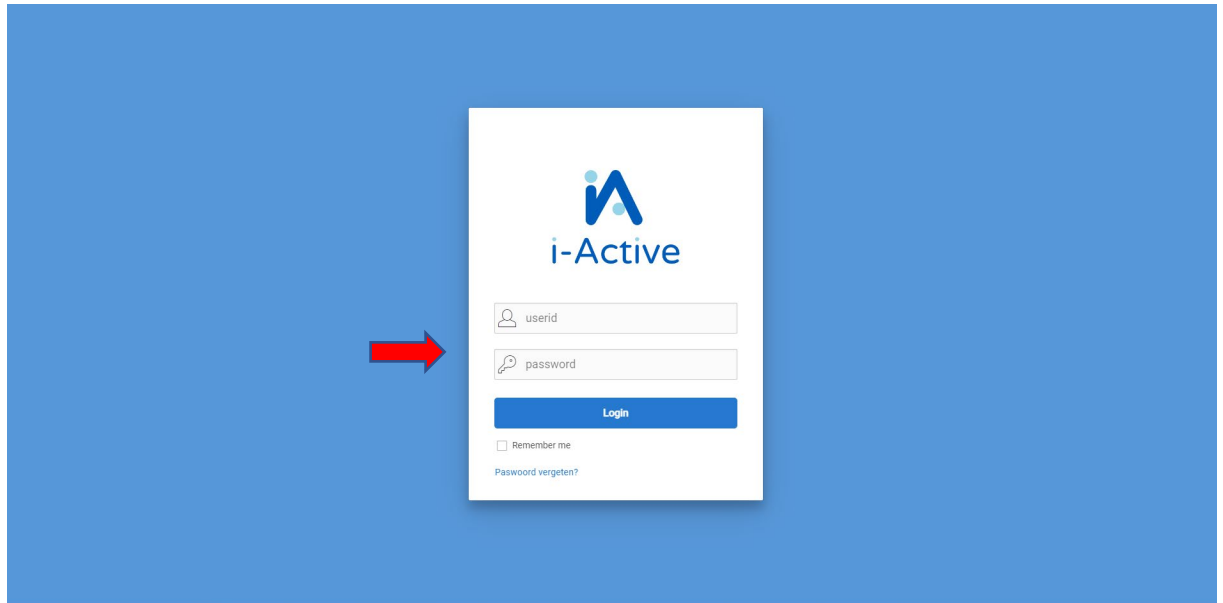 i-Active
userid
password
Login
Remember me
Paswoord vergeten?